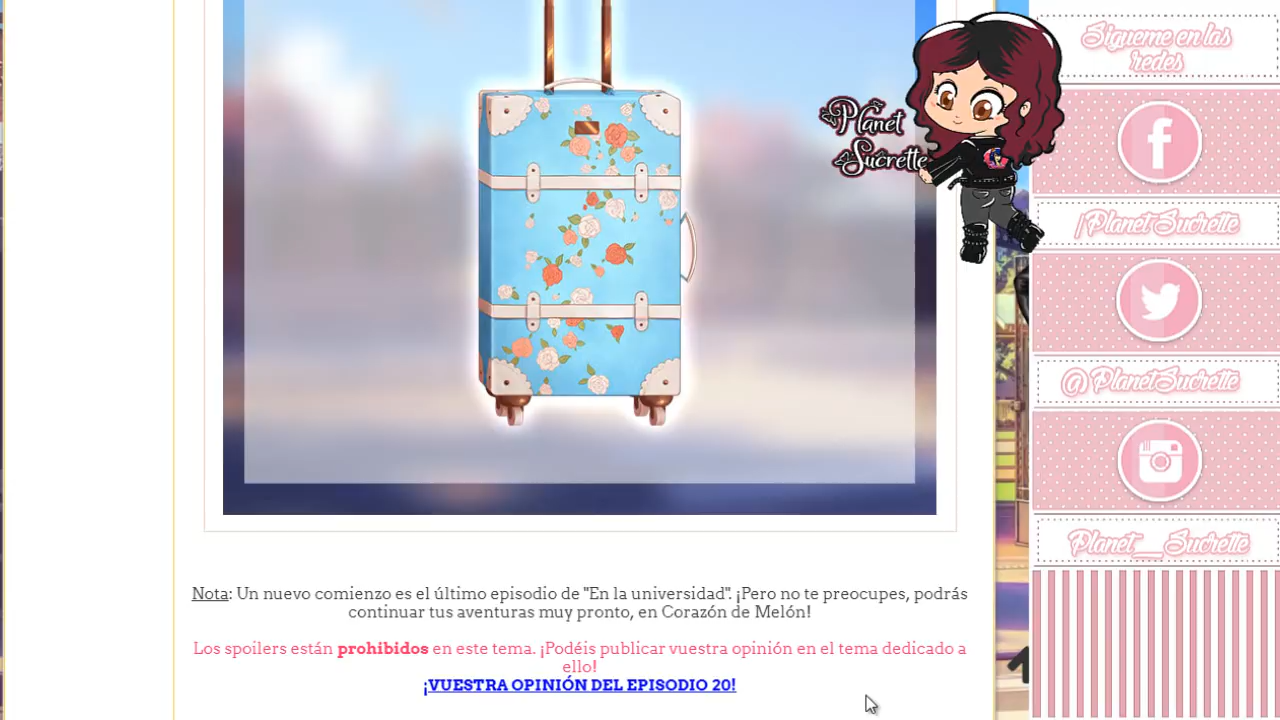 Sigueme en las
redes
Planet
Sucrette
/PlanetSucrette
@PlanetSucrette
Planet__Sucrette
Nota: Un nuevo comienzo es el último episodio de "En la universidad". ¡Pero no te preocupes, podrás
continuar tus aventuras muy pronto, en Corazón de Melón!
Los spoilers están prohibidos en este tema. ¡Podéis publicar vuestra opinión en el tema dedicado a
ello!
¡VUESTRA OPINIÓN DEL EPISODIO 20!